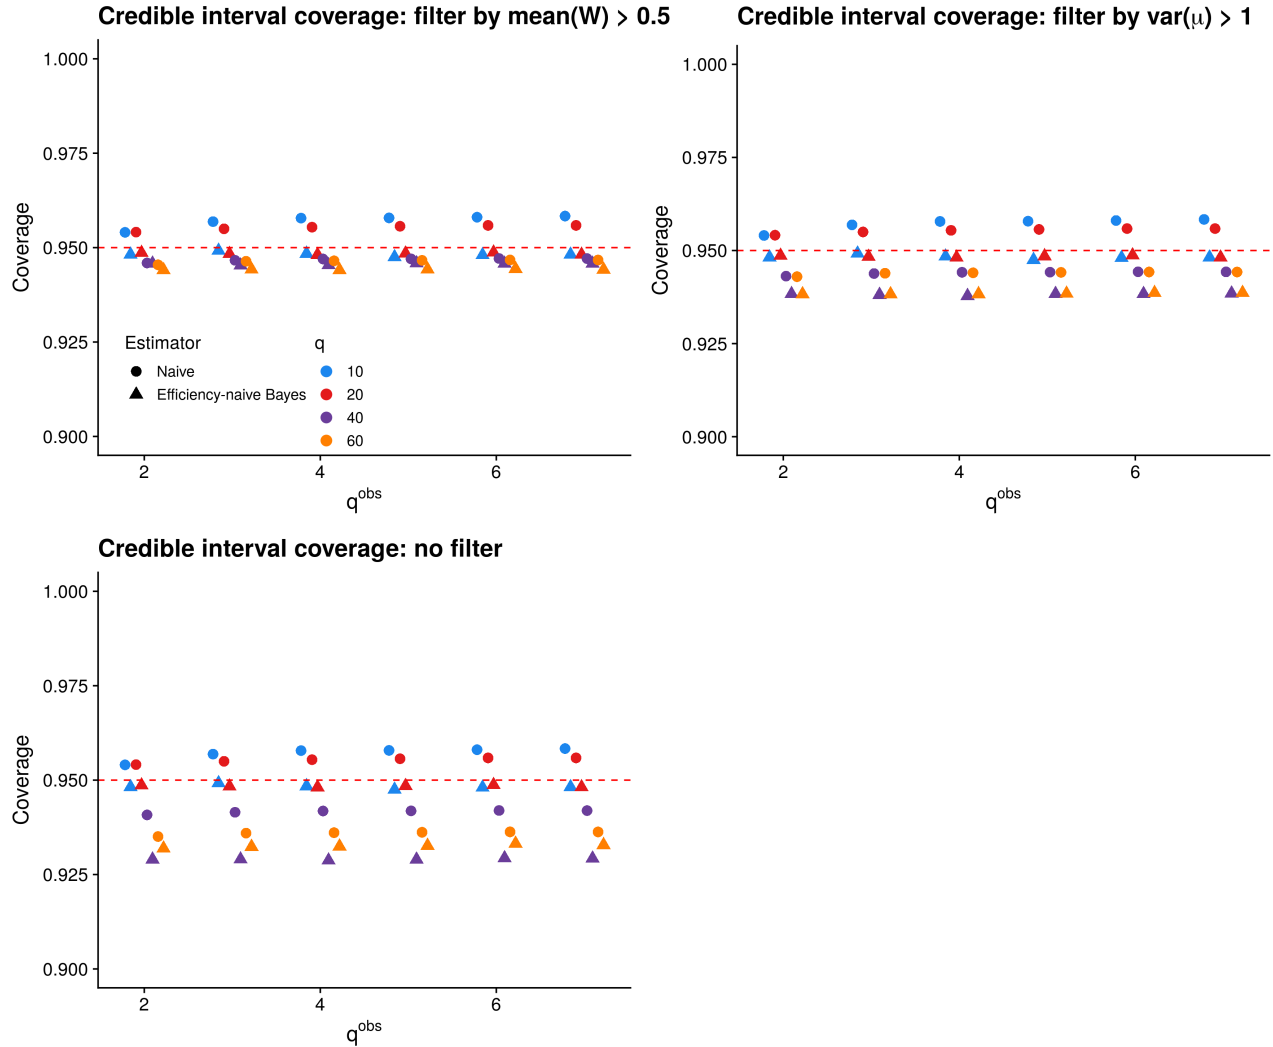 Credible interval coverage: filter by mean(W) > 0.5
1.000
0.975
0.950
0.925
0.900
Coverage
Estimator
Naive
Efficiency-naive Bayes
q
10
20
40
60
2
4
6
q^obs
Credible interval coverage: filter by var(μ) > 1
1.000
0.975
0.950
0.925
0.900
Coverage
2
4
6
q^obs
Credible interval coverage: no filter
1.000
0.975
0.950
0.925
0.900
Coverage
2
4
6
q^obs